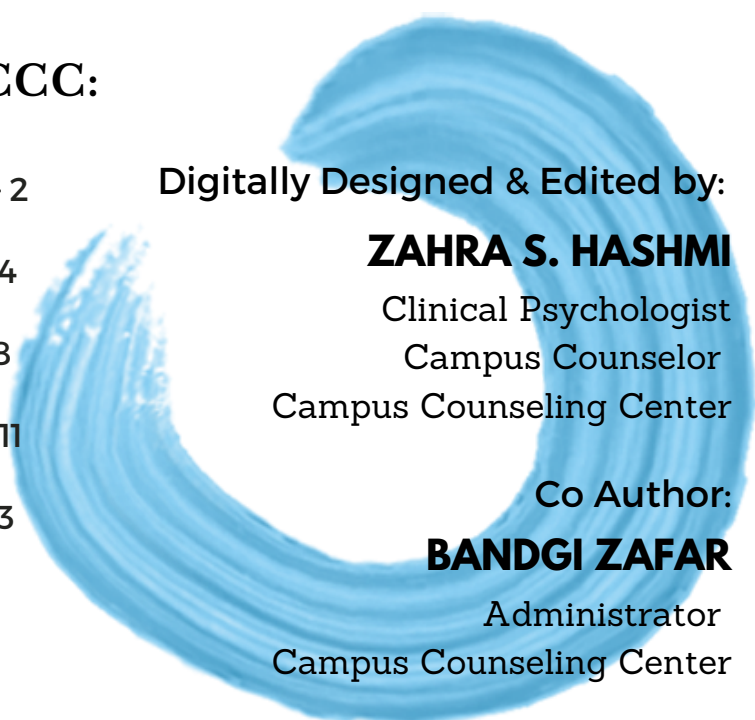 CCC:
2
4
3
11
3
Digitally Designed & Edited by:
ZAHRA S. HASHMI
Clinical Psychologist
Campus Counselor
Campus Counseling Center
Co Author:
BANDGI ZAFAR
Administrator
Campus Counseling Center